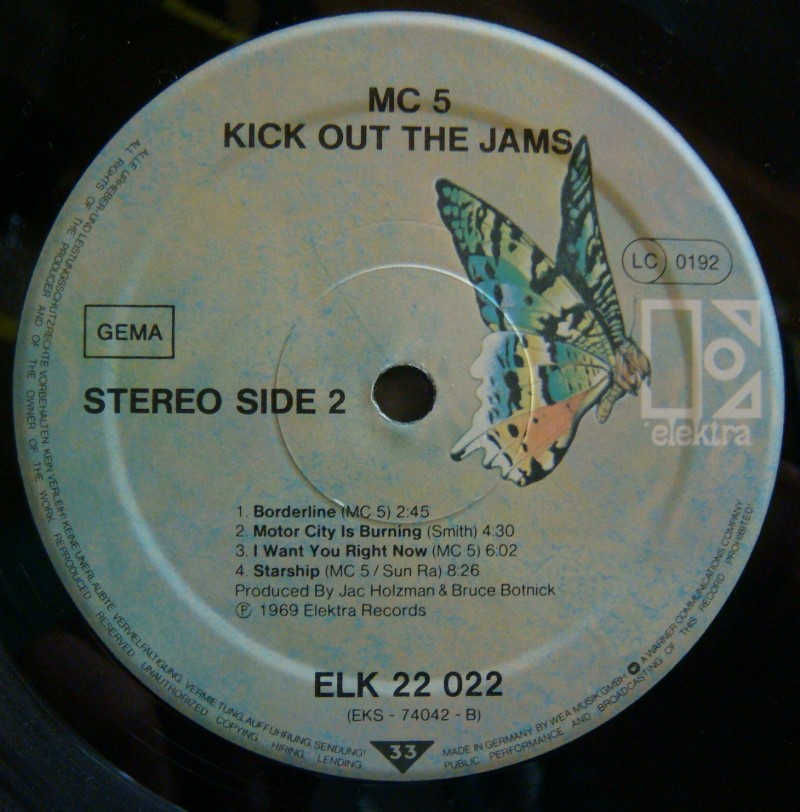 MC 5
KICK OUT THE JAMS
LC 0192
GEMA
STEREO SIDE 2
elektra
1. Borderline (MC 5) 2:45
2. Motor City Is Burning (Smith) 4:30
3. I Want You Right Now (MC 5) 6:02
4. Starship (MC 5 / Sun Ra) 8:26
Produced By Jac Holzman & Bruce Botnick
Ⓟ 1969 Elektra Records
ELK 22 022
(EKS - 74042 - B)
33
ALLE URHEBER- UND LEISTUNGSSCHUTZRECHTE VORBEHALTEN. KEIN VERLEIH! KEINE UNERLAUBTE VERVIELFÄLTIGUNG, VERMIETUNG, AUFFÜHRUNG, SENDUNG!
ALL RIGHTS OF THE PRODUCER AND OF THE OWNER OF THE WORK REPRODUCED RESERVED. UNAUTHORIZED COPYING, HIRING, LENDING,
MADE IN GERMANY BY WEA MUSIK GMBH A WARNER COMMUNICATIONS COMPANY
PUBLIC PERFORMANCE AND BROADCASTING OF THIS RECORD PROHIBITED!